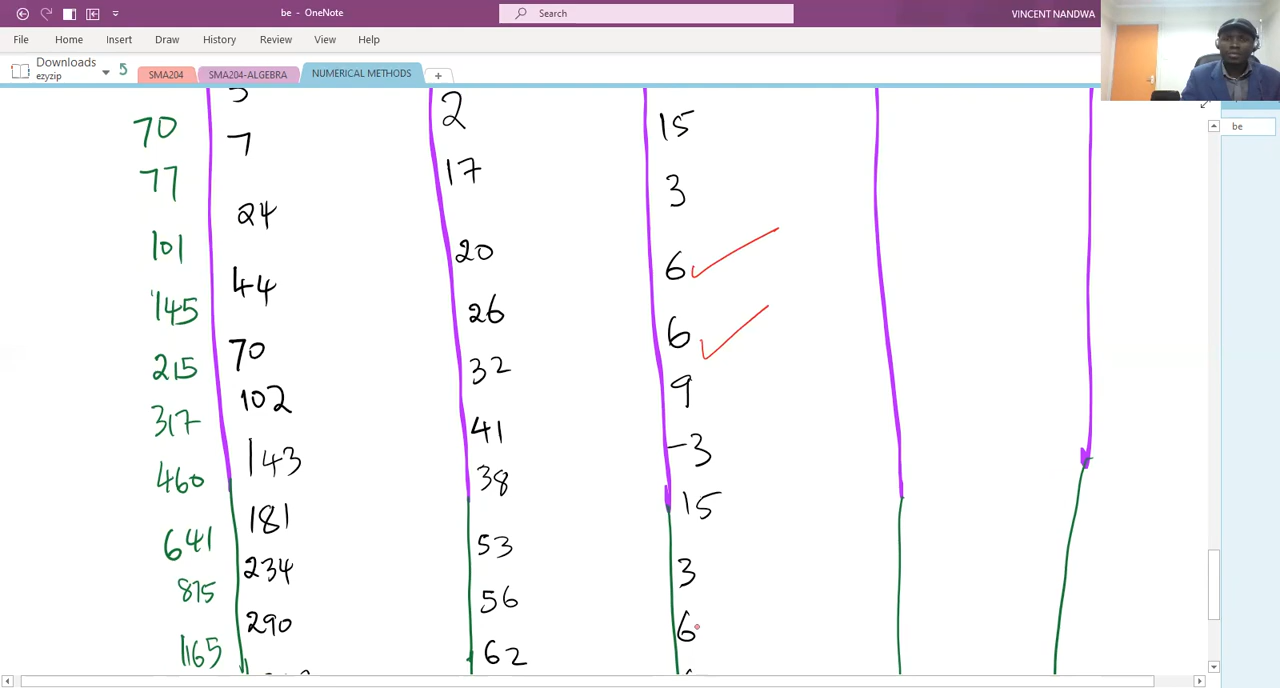 be - OneNote
Search
VINCENT NANDWA
File Home Insert Draw History Review View Help
Downloads
ezyzip
SMA204 SMA204-ALGEBRA NUMERICAL METHODS
be
70 7 2 15
77 24 17 3
101 44 20 6
145 70 26 6
215 102 32 9
317 143 41 -3
460 181 38 15
641 234 53 3
875 290 56 6
165 62